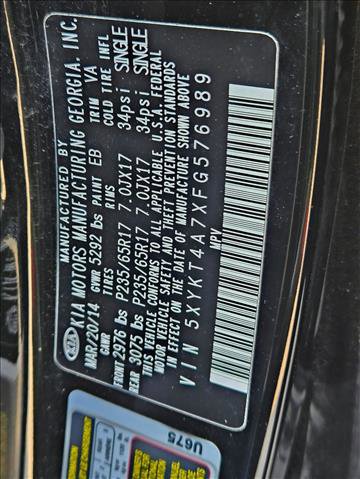 MANUFACTURED BY
KIA MOTORS MANUFACTURING GEORGIA, INC.
MAR/20/14 GVWR 5292 lbs PAINT EB TRIM VA
GAWR TIRES RIMS COLD TIRE INFL
FRONT 2976 lbs P235/65R17 7.0JX17 34psi SINGLE
REAR 3075 lbs P235/65R17 7.0JX17 34psi SINGLE
THIS VEHICLE CONFORMS TO ALL APPLICABLE U.S.A. FEDERAL
MOTOR VEHICLE SAFETY AND THEFT PREVENTION STANDARDS
IN EFFECT ON THE DATE OF MANUFACTURE SHOWN ABOVE
VIN 5XYKT4A7XFG576989
MPV
KIA
U675